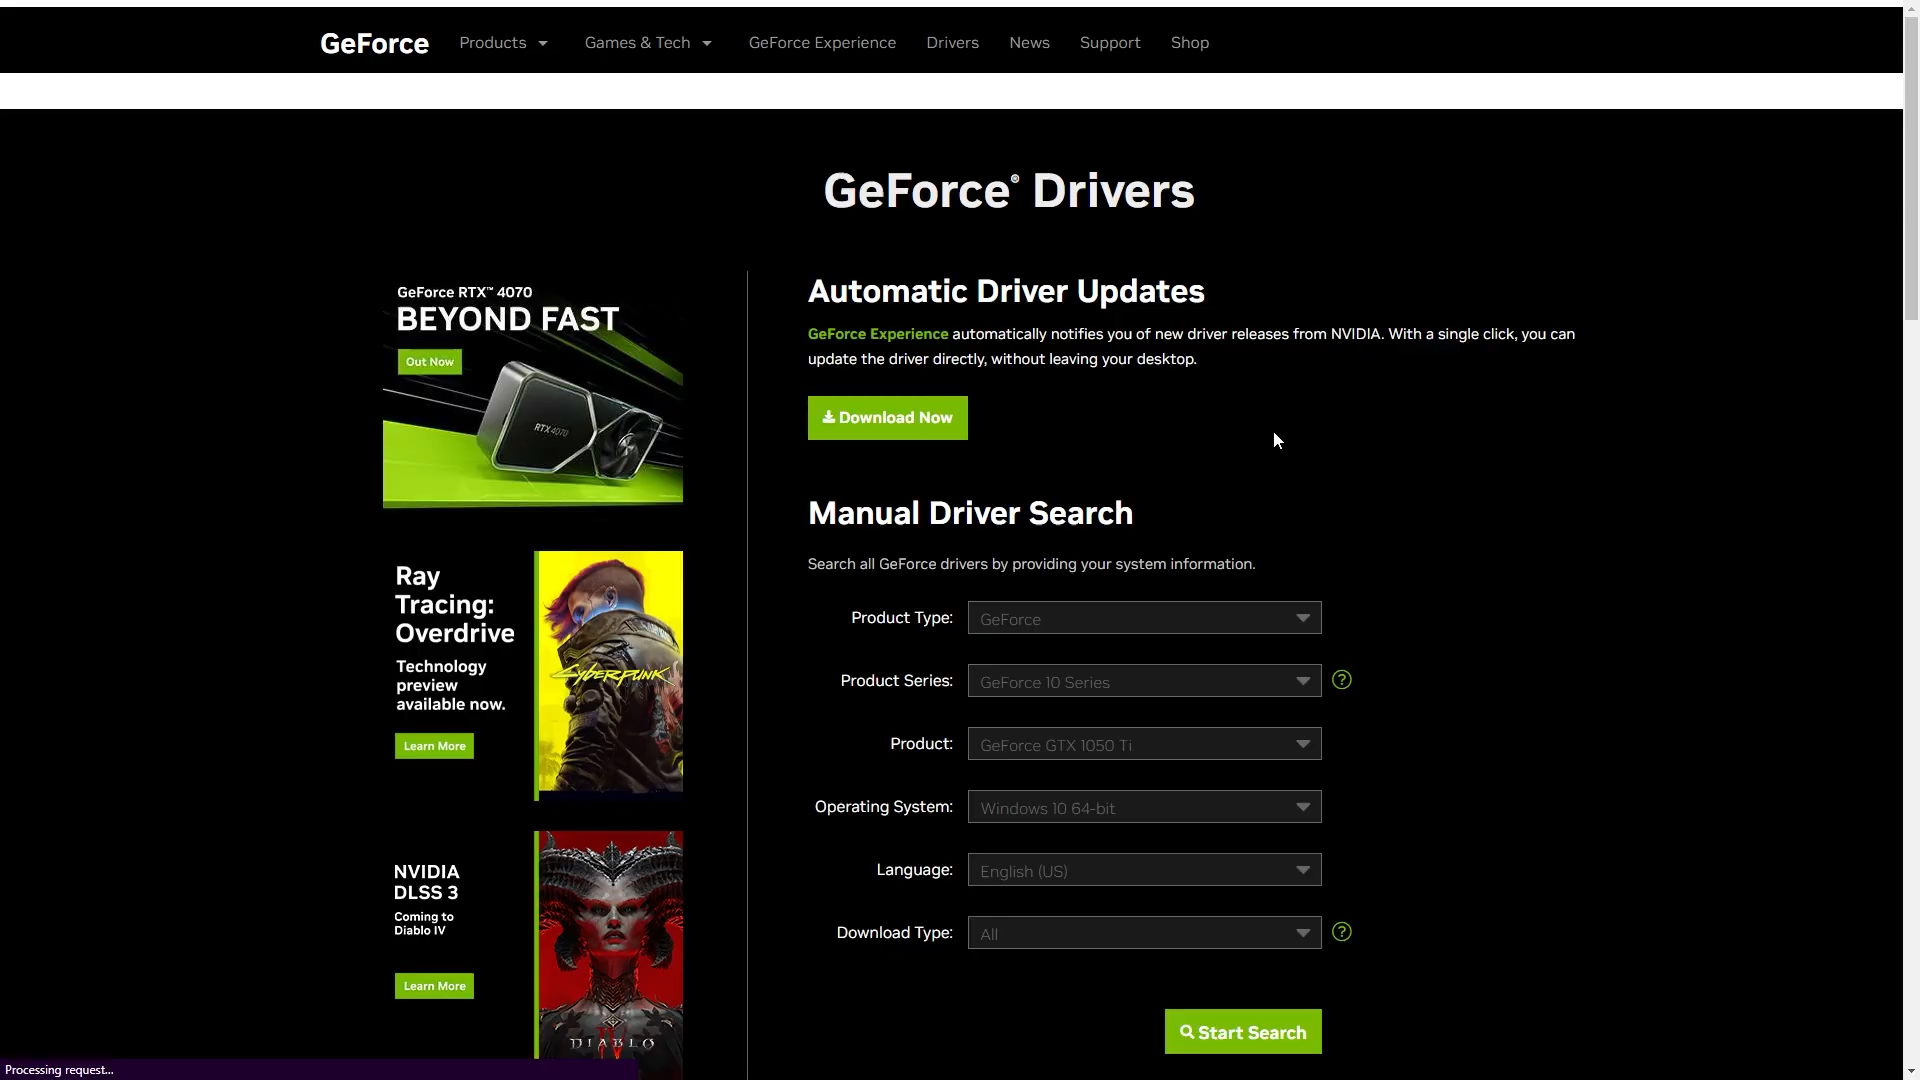 GeForce Products Games & Tech GeForce Experience Drivers News Support Shop
GeForce® Drivers
GeForce RTX™ 4070
BEYOND FAST
Out Now
RTX 4070
Ray
Tracing:
Overdrive
Technology
preview
available now.
Learn More
CYBERPUNK
NVIDIA
DLSS 3
Coming to
Diablo IV
Learn More
DIABLO
IV
Automatic Driver Updates
GeForce Experience automatically notifies you of new driver releases from NVIDIA. With a single click, you can
update the driver directly, without leaving your desktop.
Download Now
Manual Driver Search
Search all GeForce drivers by providing your system information.
Product Type: GeForce
Product Series: GeForce 10 Series ?
Product: GeForce GTX 1050 Ti
Operating System: Windows 10 64-bit
Language: English (US)
Download Type: All ?
Start Search
Processing request...